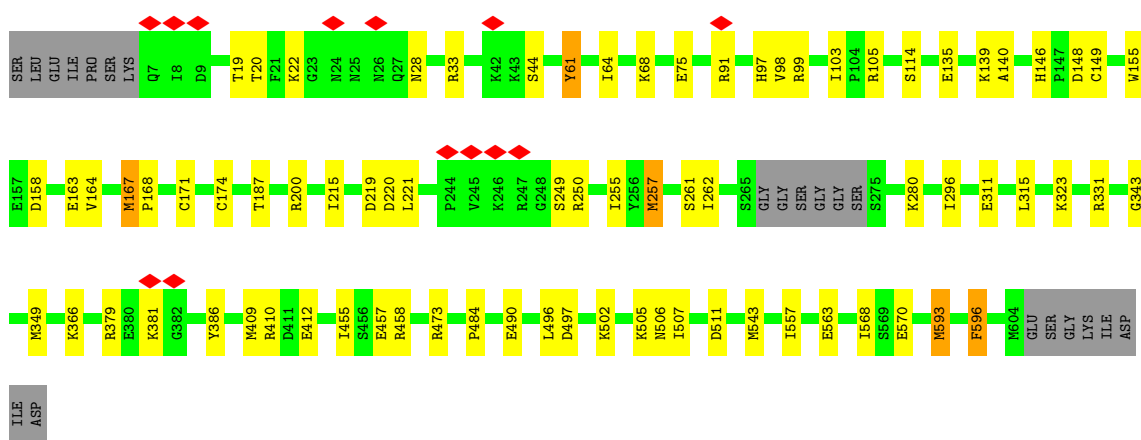 SER LEU GLU ILE PRO SER LYS Q7 I8 D9 T19 T20 F21 K22 G23 N24 N25 N26 Q27 N28 R33 K42 K43 S44 Y61 I64 K68 E75 R91 H97 V98 R99 I103 P104 R105 S114 E135 K139 A140 H146 P147 D148 C149 W155
E157 D158 E163 V164 M167 P168 C171 C174 T187 R200 I215 D219 D220 L221 P244 V245 K246 R247 G248 S249 R250 I255 Y256 M257 S261 I262 S265 GLY GLY SER GLY GLY SER S275 K280 I296 E311 L315 K323 R331 G343
M349 K366 R379 E380 K381 G382 Y386 M409 R410 D411 E412 I455 S456 E457 R458 R473 P484 E490 L496 D497 K502 K505 N506 I507 D511 M543 I557 E563 I568 S569 E570 M593 F596 M604 GLU SER GLY LYS ILE ASP
ILE ASP